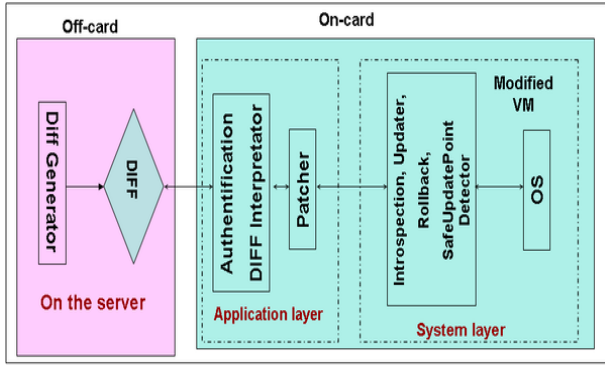 Off-card
On-card
Diff Generator
DIFF
On the server
Authentification
DIFF Interpretator
Patcher
Application layer
Introspection, Updater,
Rollback,
SafeUpdatePoint
Detector
Modified
VM
OS
System layer